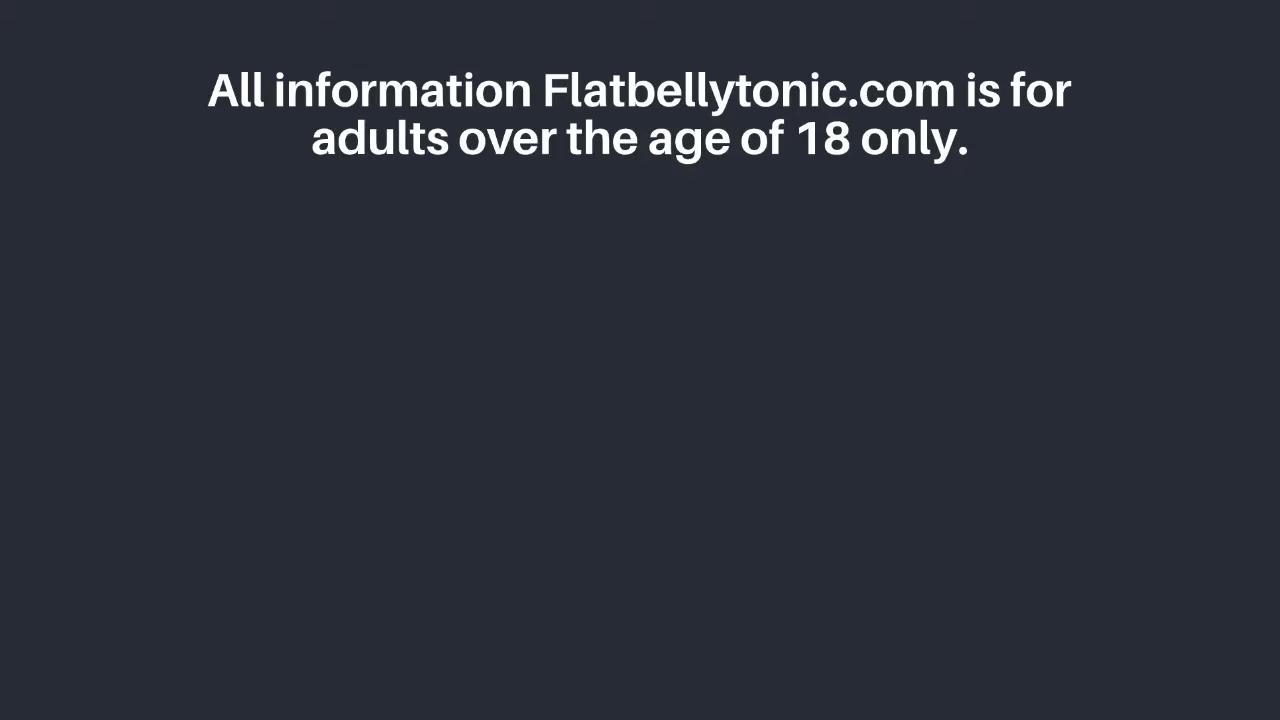 All information Flatbellytonic.com is for
adults over the age of 18 only.